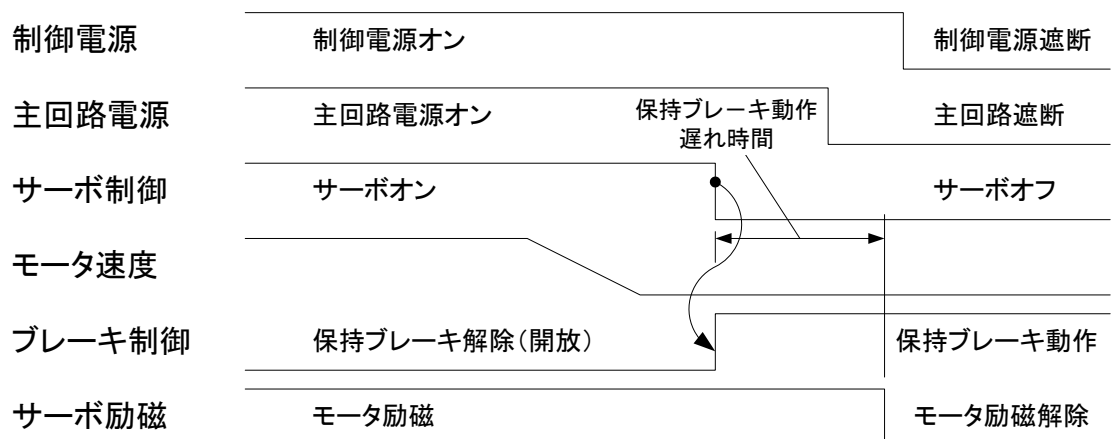 制御電源
制御電源オン
制御電源遮断
主回路電源
主回路電源オン
保持ブレーキ動作
遅れ時間
主回路遮断
サーボ制御
サーボオン
サーボオフ
モータ速度
ブレーキ制御
保持ブレーキ解除（開放）
保持ブレーキ動作
サーボ励磁
モータ励磁
モータ励磁解除